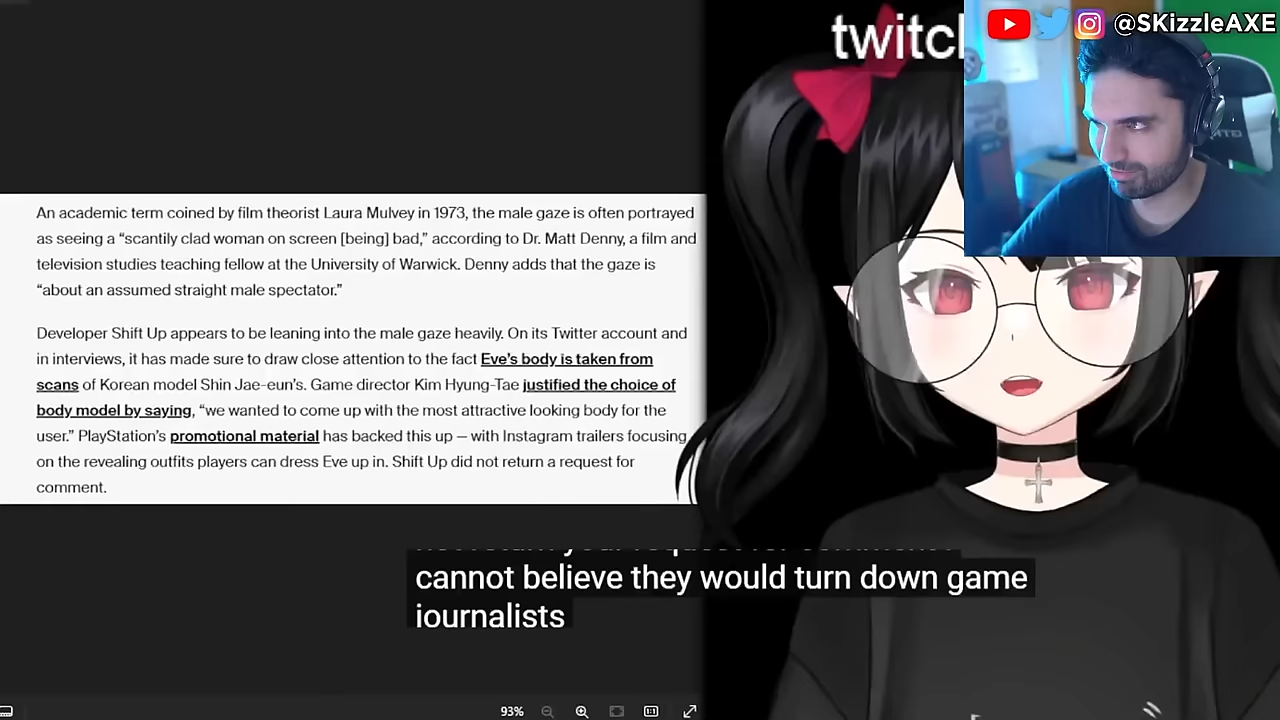 twitch
@SKizzleAXE
An academic term coined by film theorist Laura Mulvey in 1973, the male gaze is often portrayed
as seeing a “scantily clad woman on screen [being] bad,” according to Dr. Matt Denny, a film and
television studies teaching fellow at the University of Warwick. Denny adds that the gaze is
“about an assumed straight male spectator.”
Developer Shift Up appears to be leaning into the male gaze heavily. On its Twitter account and
in interviews, it has made sure to draw close attention to the fact Eve’s body is taken from
scans of Korean model Shin Jae-eun’s. Game director Kim Hyung-Tae justified the choice of
body model by saying, “we wanted to come up with the most attractive looking body for the
user.” PlayStation’s promotional material has backed this up — with Instagram trailers focusing
on the revealing outfits players can dress Eve up in. Shift Up did not return a request for
comment.
cannot believe they would turn down game
journalists
93%